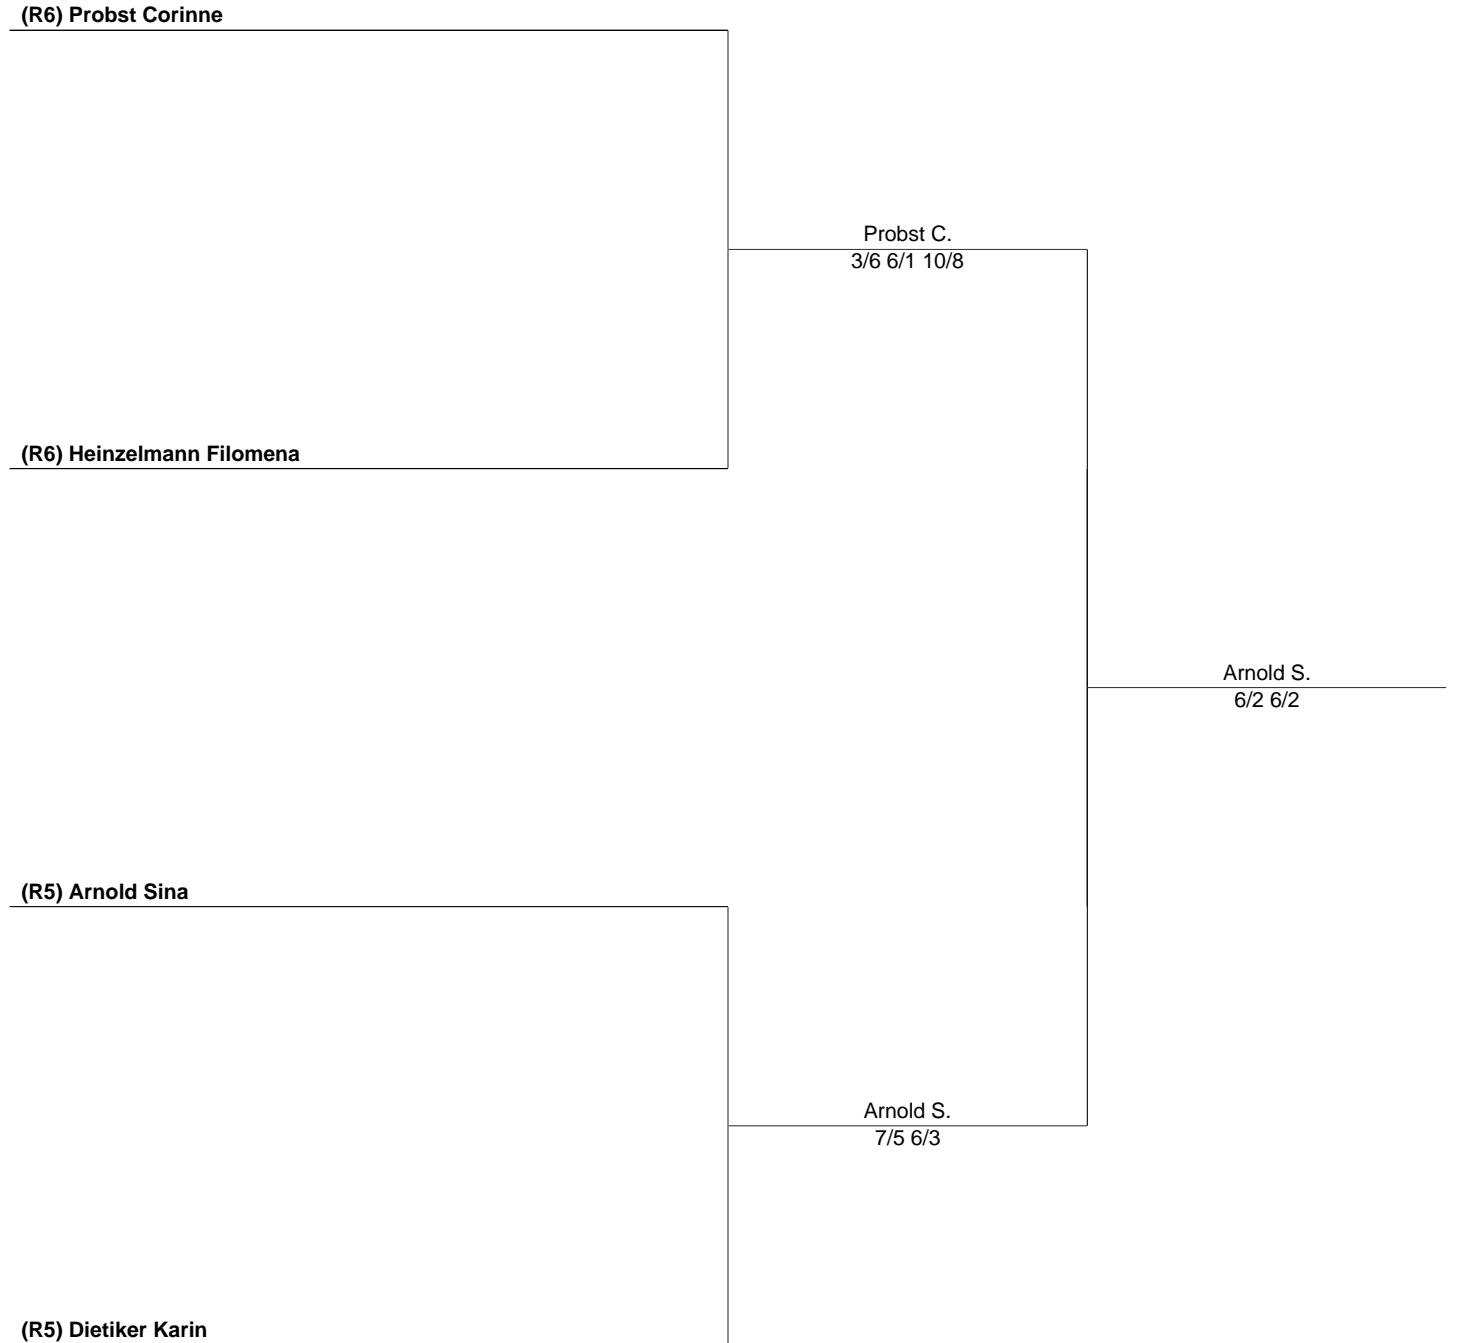 (R6) Probst Corinne
Probst C.
3/6 6/1 10/8
(R6) Heinzelmann Filomena
Arnold S.
6/2 6/2
(R5) Arnold Sina
Arnold S.
7/5 6/3
(R5) Dietiker Karin